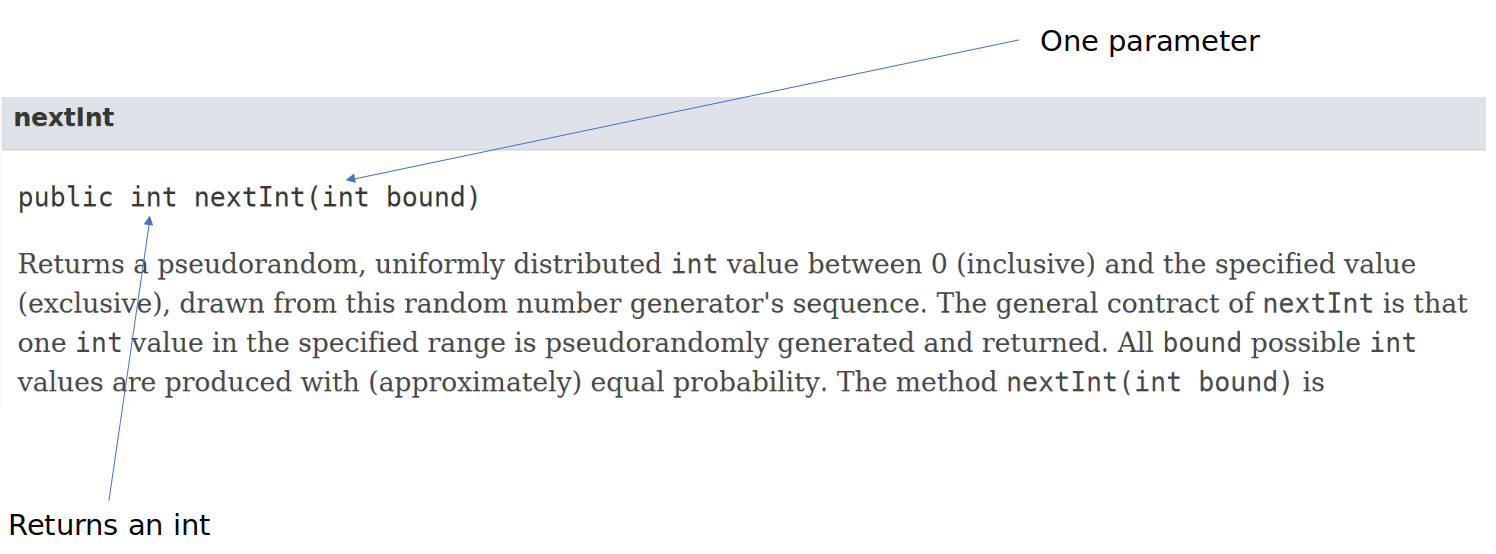 One parameter
nextInt
public int nextInt(int bound)
Returns a pseudorandom, uniformly distributed int value between 0 (inclusive) and the specified value
(exclusive), drawn from this random number generator's sequence. The general contract of nextInt is that
one int value in the specified range is pseudorandomly generated and returned. All bound possible int
values are produced with (approximately) equal probability. The method nextInt(int bound) is
Returns an int